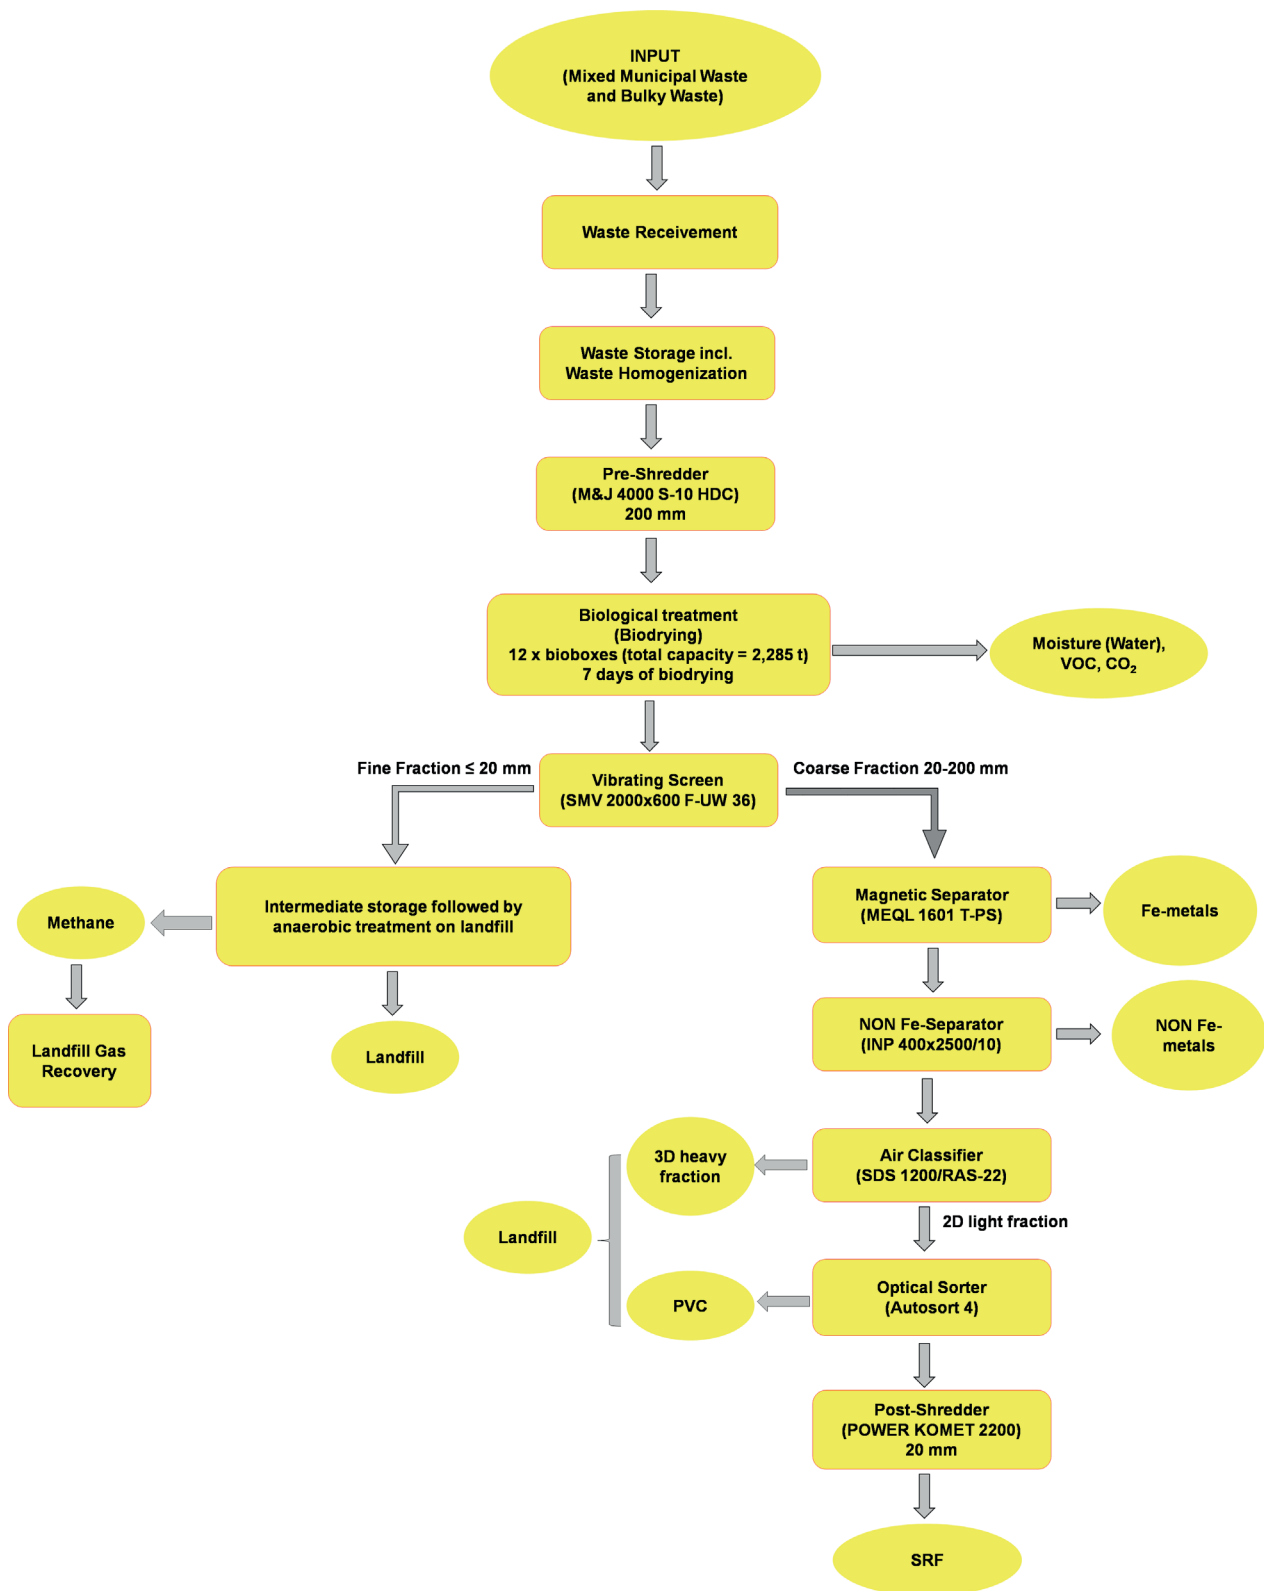 INPUT
(Mixed Municipal Waste
and Bulky Waste)
Waste Receivement
Waste Storage incl.
Waste Homogenization
Pre-Shredder
(M&J 4000 S-10 HDC)
200 mm
Biological treatment
(Biodrying)
12 x bioboxes (total capacity = 2,285 t)
7 days of biodrying
Moisture (Water),
VOC, CO₂
Fine Fraction ≤ 20 mm
Vibrating Screen
(SMV 2000x600 F-UW 36)
Coarse Fraction 20-200 mm
Methane
Intermediate storage followed by
anaerobic treatment on landfill
Magnetic Separator
(MEQL 1601 T-PS)
Fe-metals
Landfill Gas
Recovery
Landfill
NON Fe-Separator
(INP 400x2500/10)
NON Fe-
metals
3D heavy
fraction
Air Classifier
(SDS 1200/RAS-22)
2D light fraction
Landfill
PVC
Optical Sorter
(Autosort 4)
Post-Shredder
(POWER KOMET 2200)
20 mm
SRF